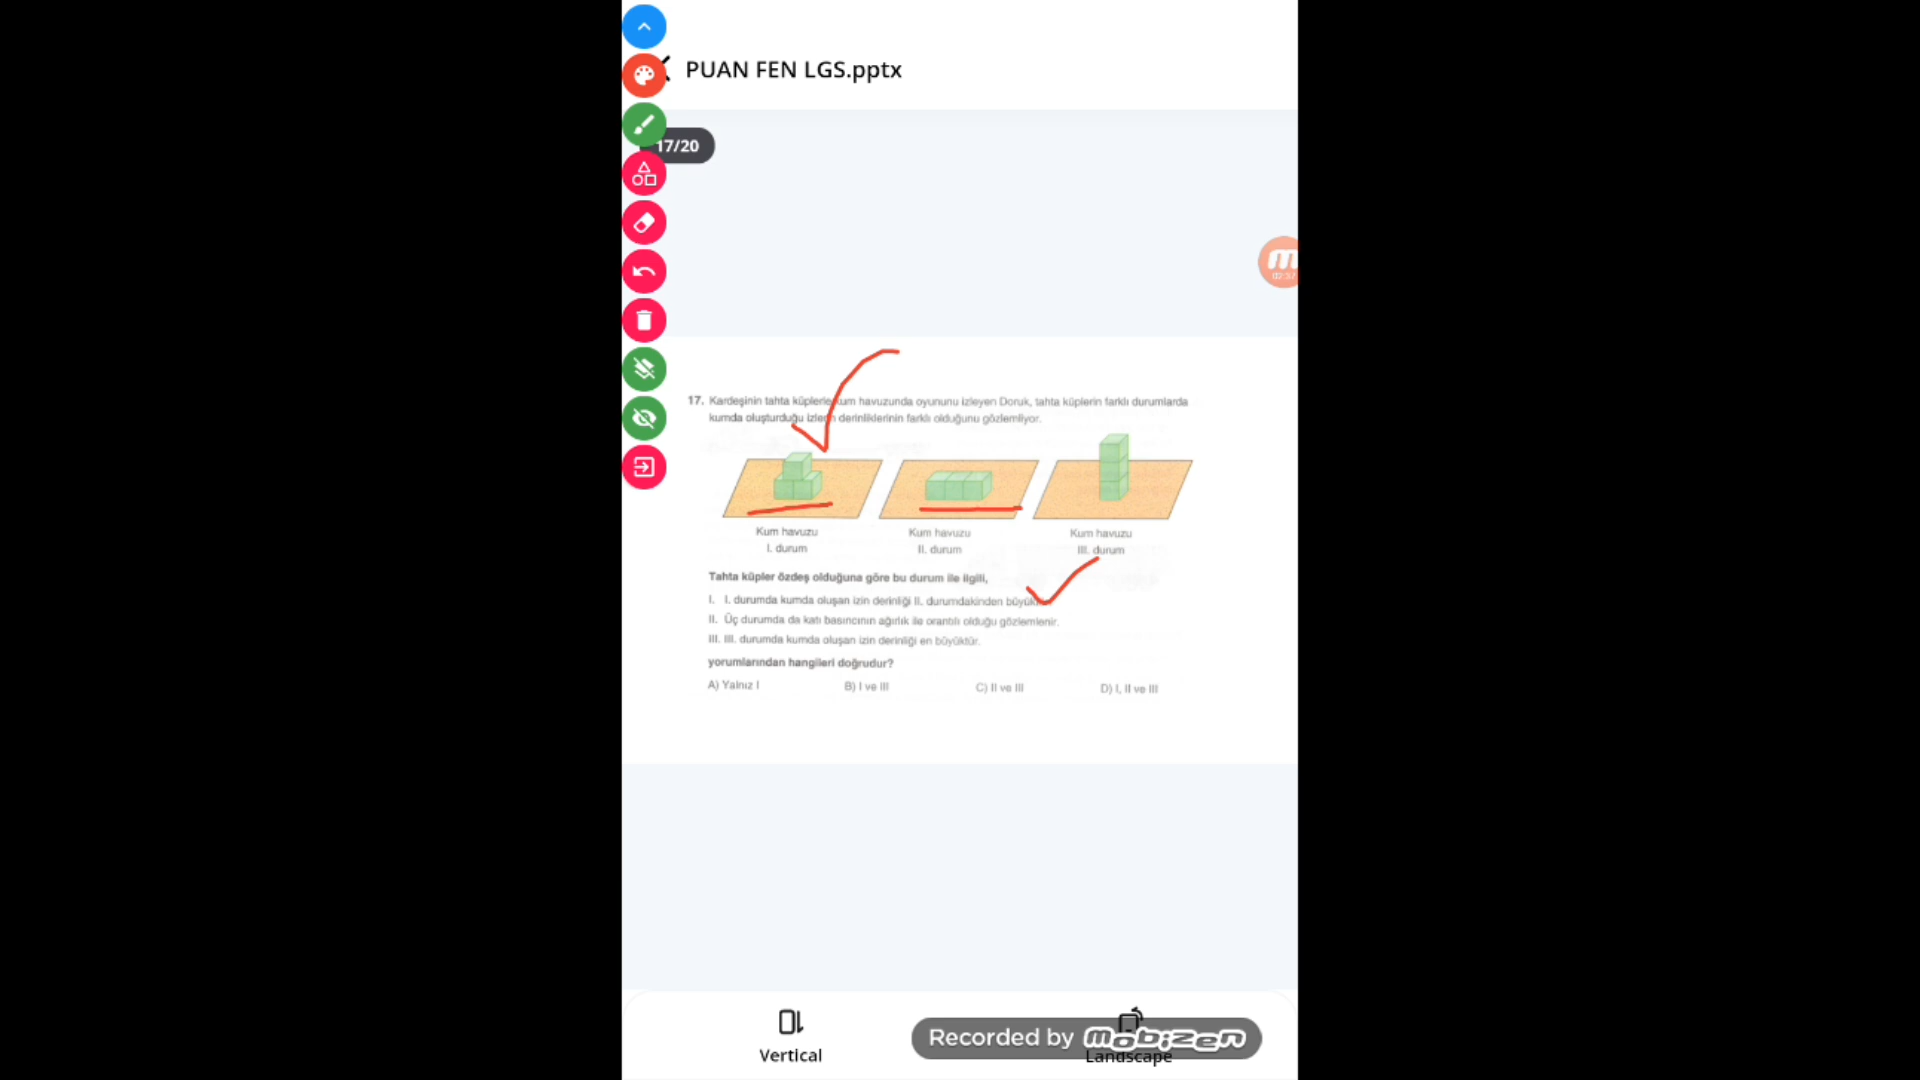 PUAN FEN LGS.pptx
17/20
02:37
17. Kardeşinin tahta küplerle kum havuzunda oyununu izleyen Doruk, tahta küplerin farklı durumlarda
kumda oluşturduğu izlerin derinliklerinin farklı olduğunu gözlemliyor.
Kum havuzu
I. durum
Kum havuzu
II. durum
Kum havuzu
III. durum
Tahta küpler özdeş olduğuna göre bu durum ile ilgili,
I. I. durumda kumda oluşan izin derinliği II. durumdakinden büyüktür.
II. Üç durumda da katı basıncının ağırlık ile orantılı olduğu gözlemlenir.
III. III. durumda kumda oluşan izin derinliği en büyüktür.
yorumlarından hangileri doğrudur?
A) Yalnız I B) I ve III C) II ve III D) I, II ve III
Vertical
Landscape
Recorded by mobizen